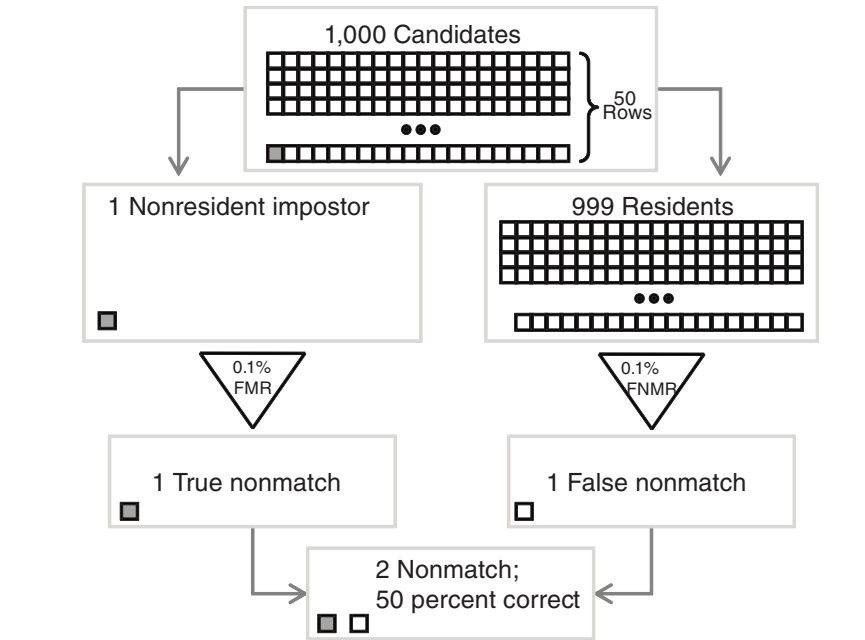 1,000 Candidates
50
Rows
1 Nonresident impostor
999 Residents
0.1%
FMR
0.1%
FNMR
1 True nonmatch
1 False nonmatch
2 Nonmatch;
50 percent correct